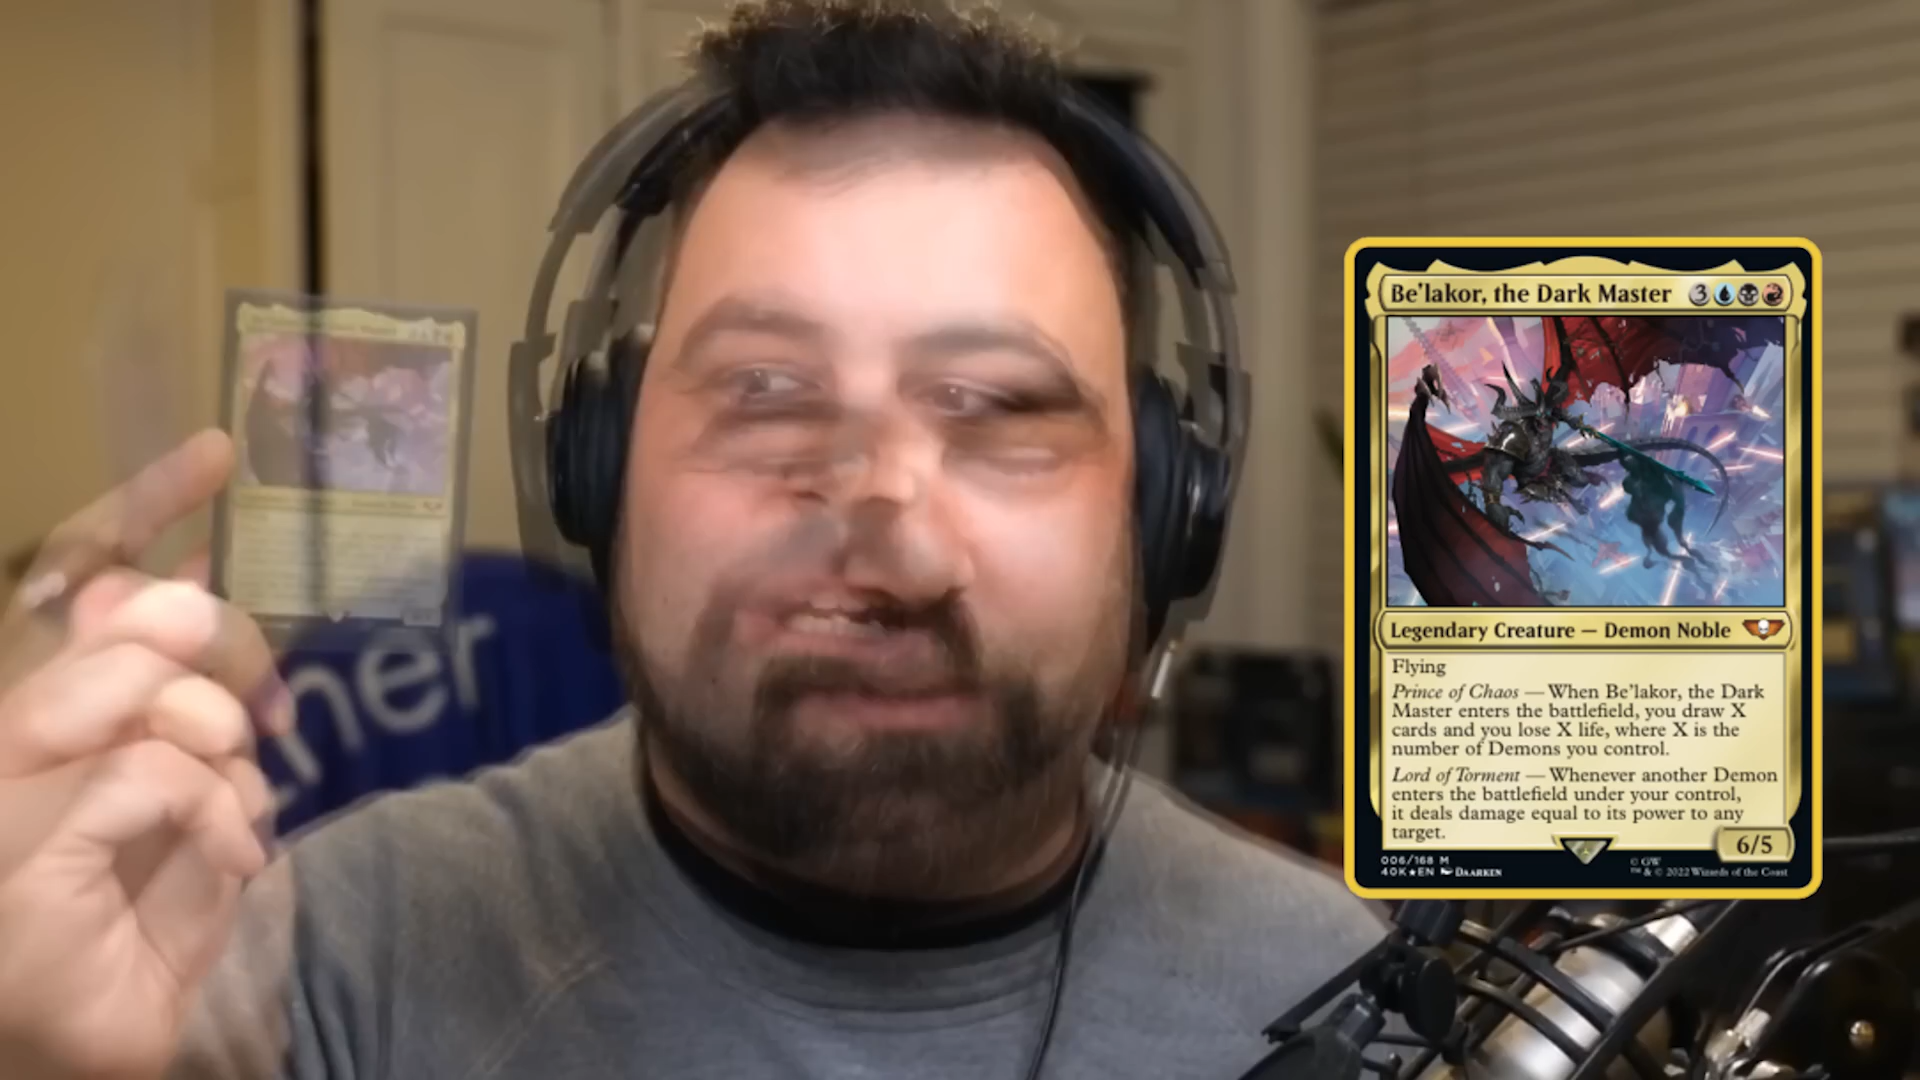 Be'lakor, the Dark Master 3
Legendary Creature — Demon Noble
Flying
Prince of Chaos — When Be'lakor, the Dark
Master enters the battlefield, you draw X
cards and you lose X life, where X is the
number of Demons you control.
Lord of Torment — Whenever another Demon
enters the battlefield under your control,
it deals damage equal to its power to any
target.
6/5
006/168 M
40K★EN DAARKEN
© GW
™ & © 2022 Wizards of the Coast
mer